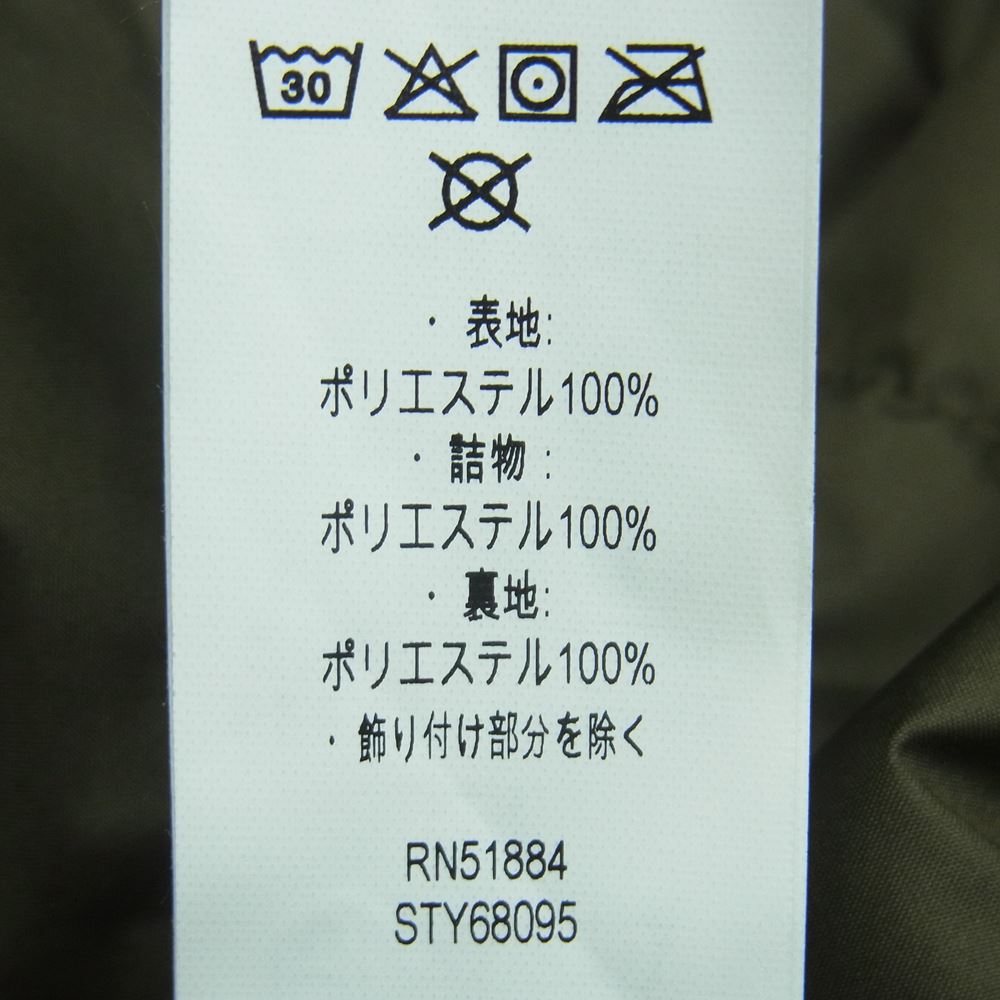 30
・表地:
ポリエステル100%
・詰物 :
ポリエステル100%
・裏地:
ポリエステル100%
・飾り付け部分を除く
RN51884
STY68095